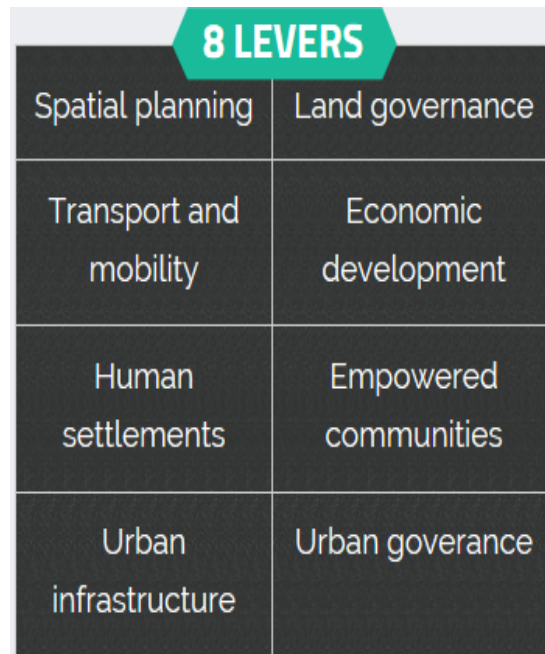 8 LEVERS
Spatial planning
Land governance
Transport and
mobility
Economic
development
Human
settlements
Empowered
communities
Urban
infrastructure
Urban goverance